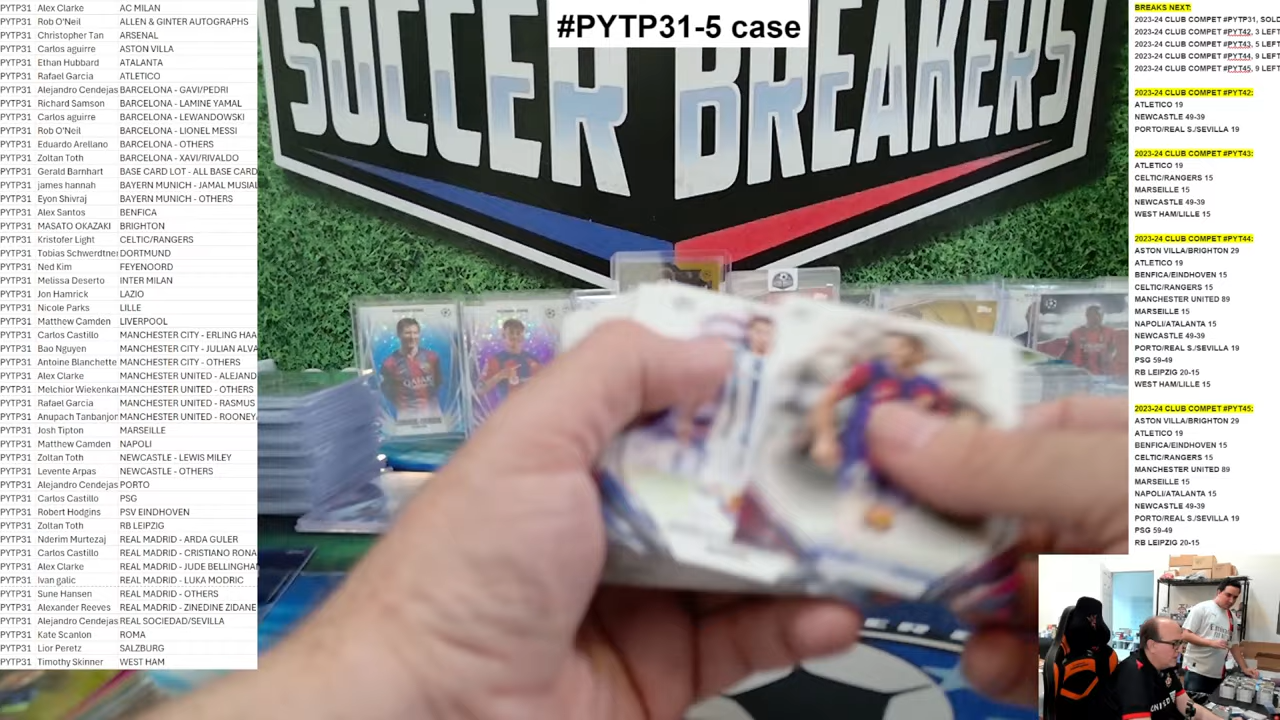 #PYTP31-5 case
SOCCER BREAKERS
PYTP31 Alex Clarke AC MILAN
PYTP31 Rob O'Neil ALLEN & GINTER AUTOGRAPHS
PYTP31 Christopher Tan ARSENAL
PYTP31 Carlos aguirre ASTON VILLA
PYTP31 Ethan Hubbard ATALANTA
PYTP31 Rafael Garcia ATLETICO
PYTP31 Alejandro Cendejas BARCELONA - GAVI/PEDRI
PYTP31 Richard Samson BARCELONA - LAMINE YAMAL
PYTP31 Carlos aguirre BARCELONA - LEWANDOWSKI
PYTP31 Rob O'Neil BARCELONA - LIONEL MESSI
PYTP31 Eduardo Arellano BARCELONA - OTHERS
PYTP31 Zoltan Toth BARCELONA - XAVI/RIVALDO
PYTP31 Gerald Barnhart BASE CARD LOT - ALL BASE CARD
PYTP31 james hannah BAYERN MUNICH - JAMAL MUSIAL
PYTP31 Eyon Shivraj BAYERN MUNICH - OTHERS
PYTP31 Alex Santos BENFICA
PYTP31 MASATO OKAZAKI BRIGHTON
PYTP31 Kristofer Light CELTIC/RANGERS
PYTP31 Tobias Schwerdtner DORTMUND
PYTP31 Ned Kim FEYENOORD
PYTP31 Melissa Deserto INTER MILAN
PYTP31 Jon Hamrick LAZIO
PYTP31 Nicole Parks LILLE
PYTP31 Matthew Camden LIVERPOOL
PYTP31 Carlos Castillo MANCHESTER CITY - ERLING HAA
PYTP31 Bao Nguyen MANCHESTER CITY - JULIAN ALVA
PYTP31 Antoine Blanchette MANCHESTER CITY - OTHERS
PYTP31 Alex Clarke MANCHESTER UNITED - ALEJAND
PYTP31 Melchior Wiekenkar MANCHESTER UNITED - OTHERS
PYTP31 Rafael Garcia MANCHESTER UNITED - RASMUS
PYTP31 Anupach Tanbanjor MANCHESTER UNITED - ROONEY
PYTP31 Josh Tipton MARSEILLE
PYTP31 Matthew Camden NAPOLI
PYTP31 Zoltan Toth NEWCASTLE - LEWIS MILEY
PYTP31 Levente Arpas NEWCASTLE - OTHERS
PYTP31 Alejandro Cendejas PORTO
PYTP31 Carlos Castillo PSG
PYTP31 Robert Hodgins PSV EINDHOVEN
PYTP31 Zoltan Toth RB LEIPZIG
PYTP31 Nderim Murtezaj REAL MADRID - ARDA GULER
PYTP31 Carlos Castillo REAL MADRID - CRISTIANO RONA
PYTP31 Alex Clarke REAL MADRID - JUDE BELLINGHA
PYTP31 Ivan galic REAL MADRID - LUKA MODRIC
PYTP31 Sune Hansen REAL MADRID - OTHERS
PYTP31 Alexander Reeves REAL MADRID - ZINEDINE ZIDANE
PYTP31 Alejandro Cendejas REAL SOCIEDAD/SEVILLA
PYTP31 Kate Scanlon ROMA
PYTP31 Lior Peretz SALZBURG
PYTP31 Timothy Skinner WEST HAM
BREAKS NEXT:
2023-24 CLUB COMPET #PYTP31, SOLD
2023-24 CLUB COMPET #PYT42, 3 LEFT
2023-24 CLUB COMPET #PYT43, 5 LEFT
2023-24 CLUB COMPET #PYT44, 9 LEFT
2023-24 CLUB COMPET #PYT45, 9 LEFT
2023-24 CLUB COMPET #PYT42:
ATLETICO 19
NEWCASTLE 49-39
PORTO/REAL S./SEVILLA 19
2023-24 CLUB COMPET #PYT43:
ATLETICO 19
CELTIC/RANGERS 15
MARSEILLE 15
NEWCASTLE 49-39
WEST HAM/LILLE 15
2023-24 CLUB COMPET #PYT44:
ASTON VILLA/BRIGHTON 29
ATLETICO 19
BENFICA/EINDHOVEN 15
CELTIC/RANGERS 15
MANCHESTER UNITED 89
MARSEILLE 15
NAPOLI/ATALANTA 15
NEWCASTLE 49-39
PORTO/REAL S./SEVILLA 19
PSG 59-49
RB LEIPZIG 20-15
WEST HAM/LILLE 15
2023-24 CLUB COMPET #PYT45:
ASTON VILLA/BRIGHTON 29
ATLETICO 19
BENFICA/EINDHOVEN 15
CELTIC/RANGERS 15
MANCHESTER UNITED 89
MARSEILLE 15
NAPOLI/ATALANTA 15
NEWCASTLE 49-39
PORTO/REAL S./SEVILLA 19
PSG 59-49
RB LEIPZIG 20-15